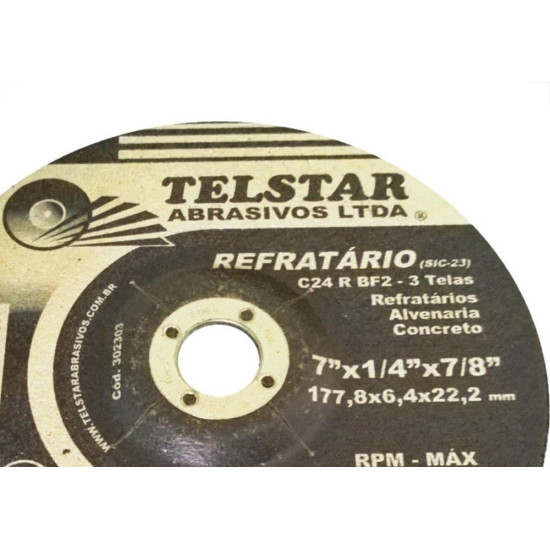 TELSTAR
ABRASIVOS LTDA ®
REFRATÁRIO (SIC-23)
C24 R BF2 - 3 Telas
Refratários
Alvenaria
Concreto
7”x1/4”x7/8”
177,8x6,4x22,2 mm
RPM - MÁX
Cod. 302303
WWW.TELSTARABRASIVOS.COM.BR